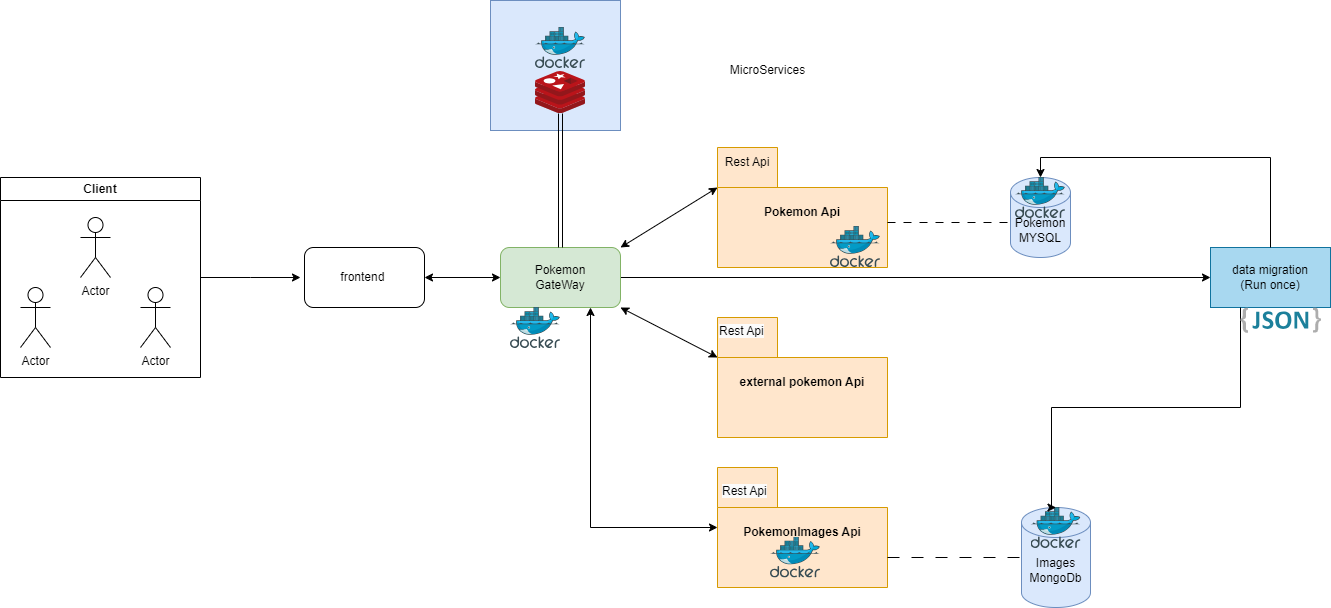 docker
MicroServices
Client
Actor
Actor
Actor
frontend
Pokemon
GateWay
docker
Rest Api
Pokemon Api
docker
docker
Pokemon
MYSQL
data migration
(Run once)
{JSON}
Rest Api
external pokemon Api
Rest Api
PokemonImages Api
docker
docker
Images
MongoDb